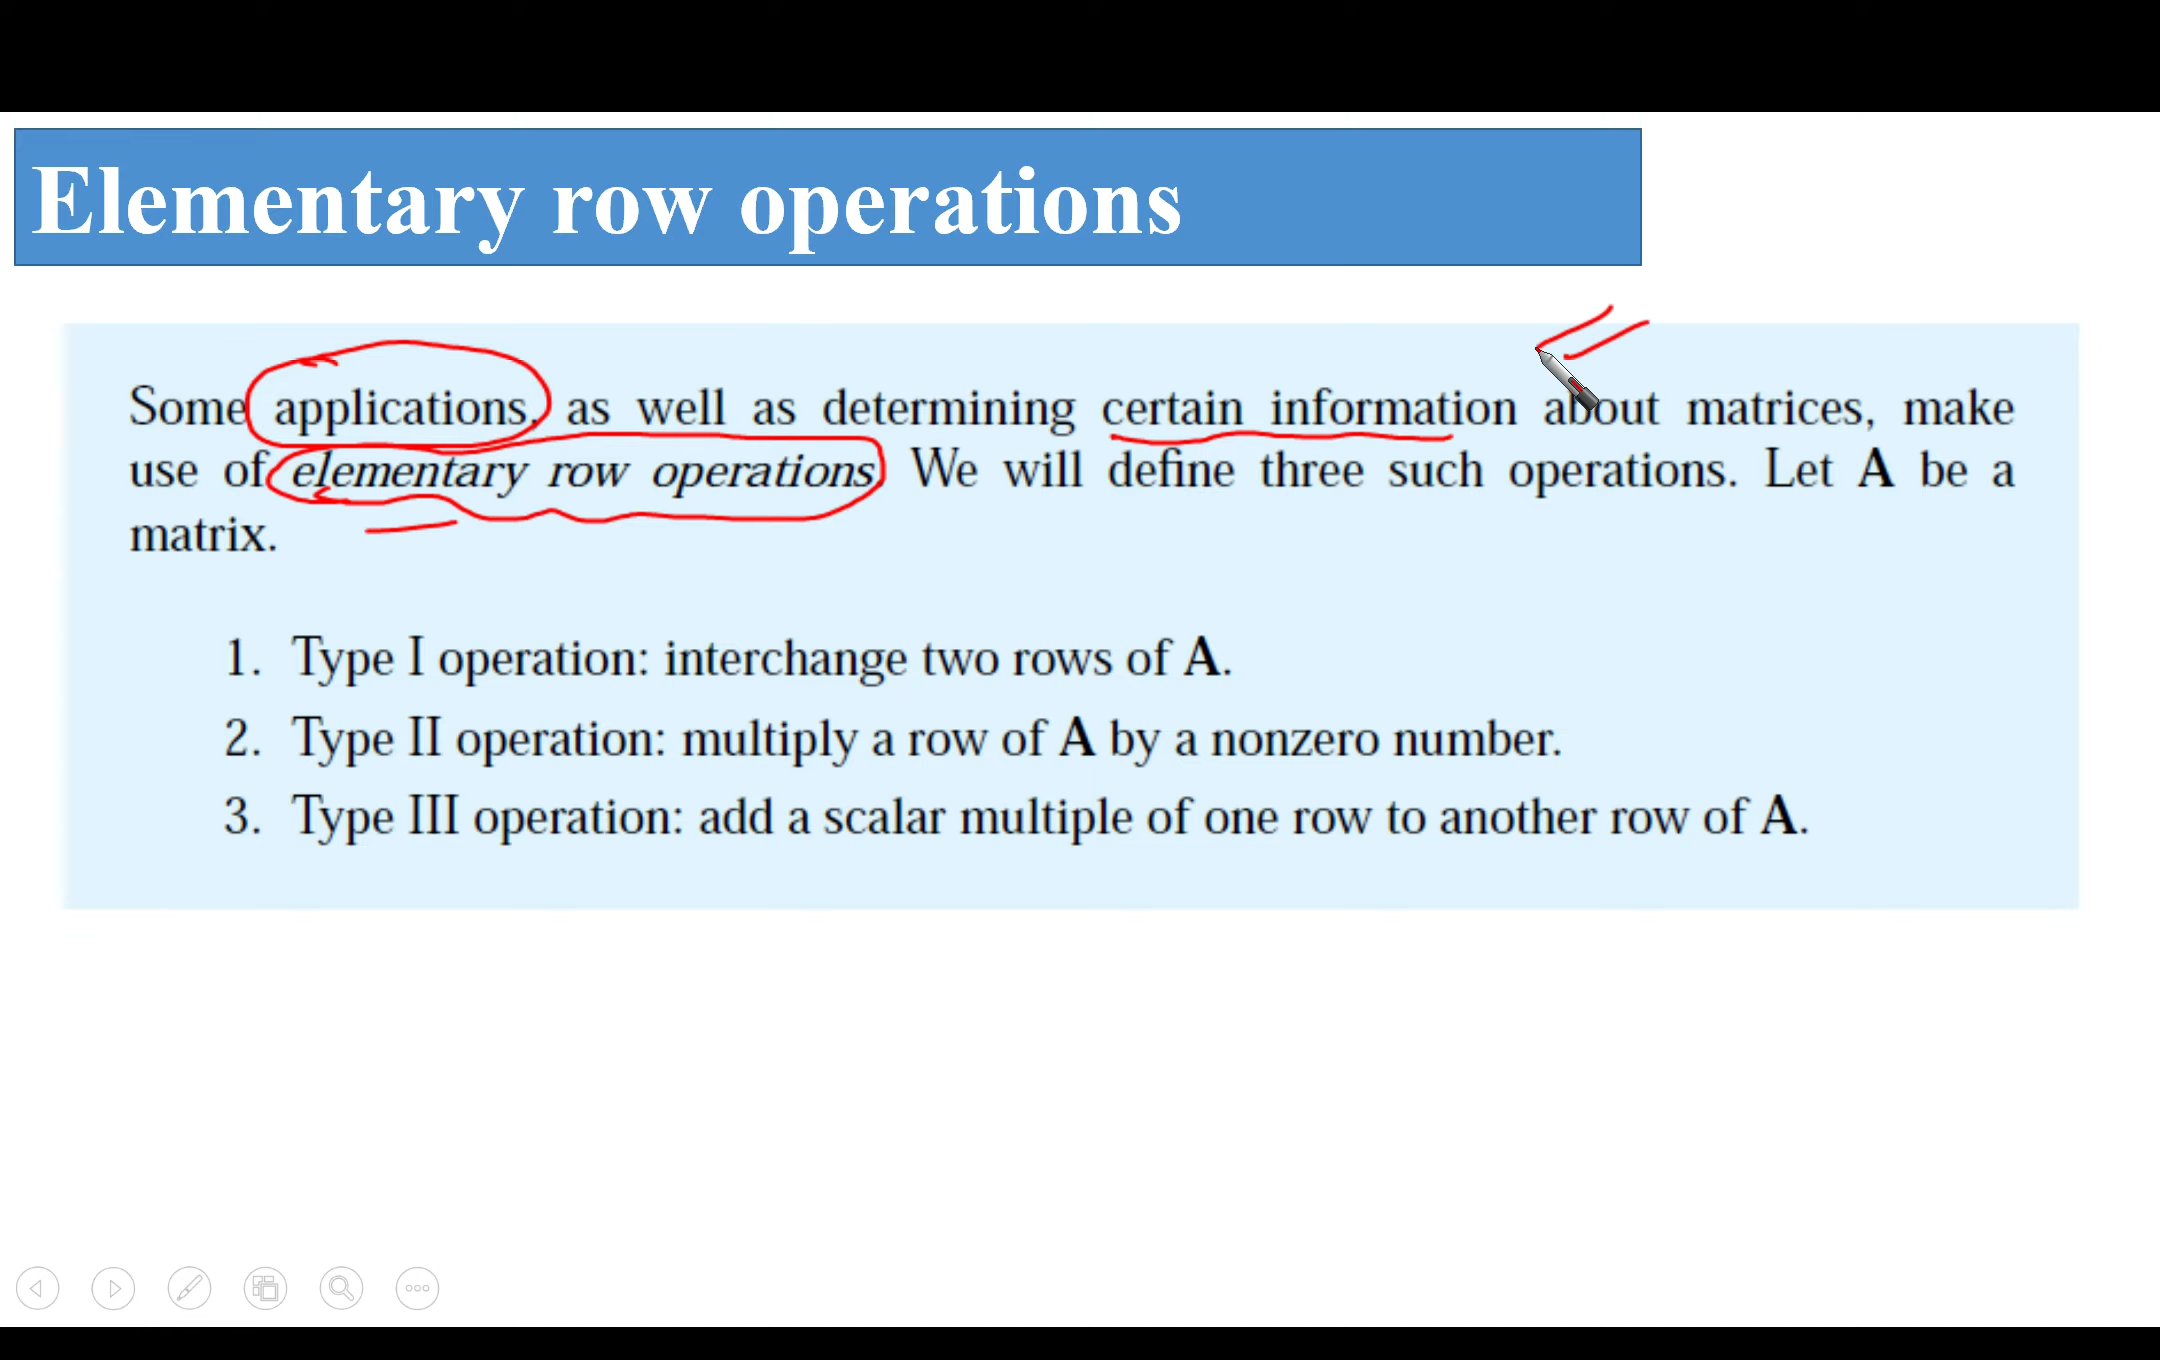 Elementary row operations
Some applications, as well as determining certain information about matrices, make
use of elementary row operations. We will define three such operations. Let A be a
matrix.
1. Type I operation: interchange two rows of A.
2. Type II operation: multiply a row of A by a nonzero number.
3. Type III operation: add a scalar multiple of one row to another row of A.